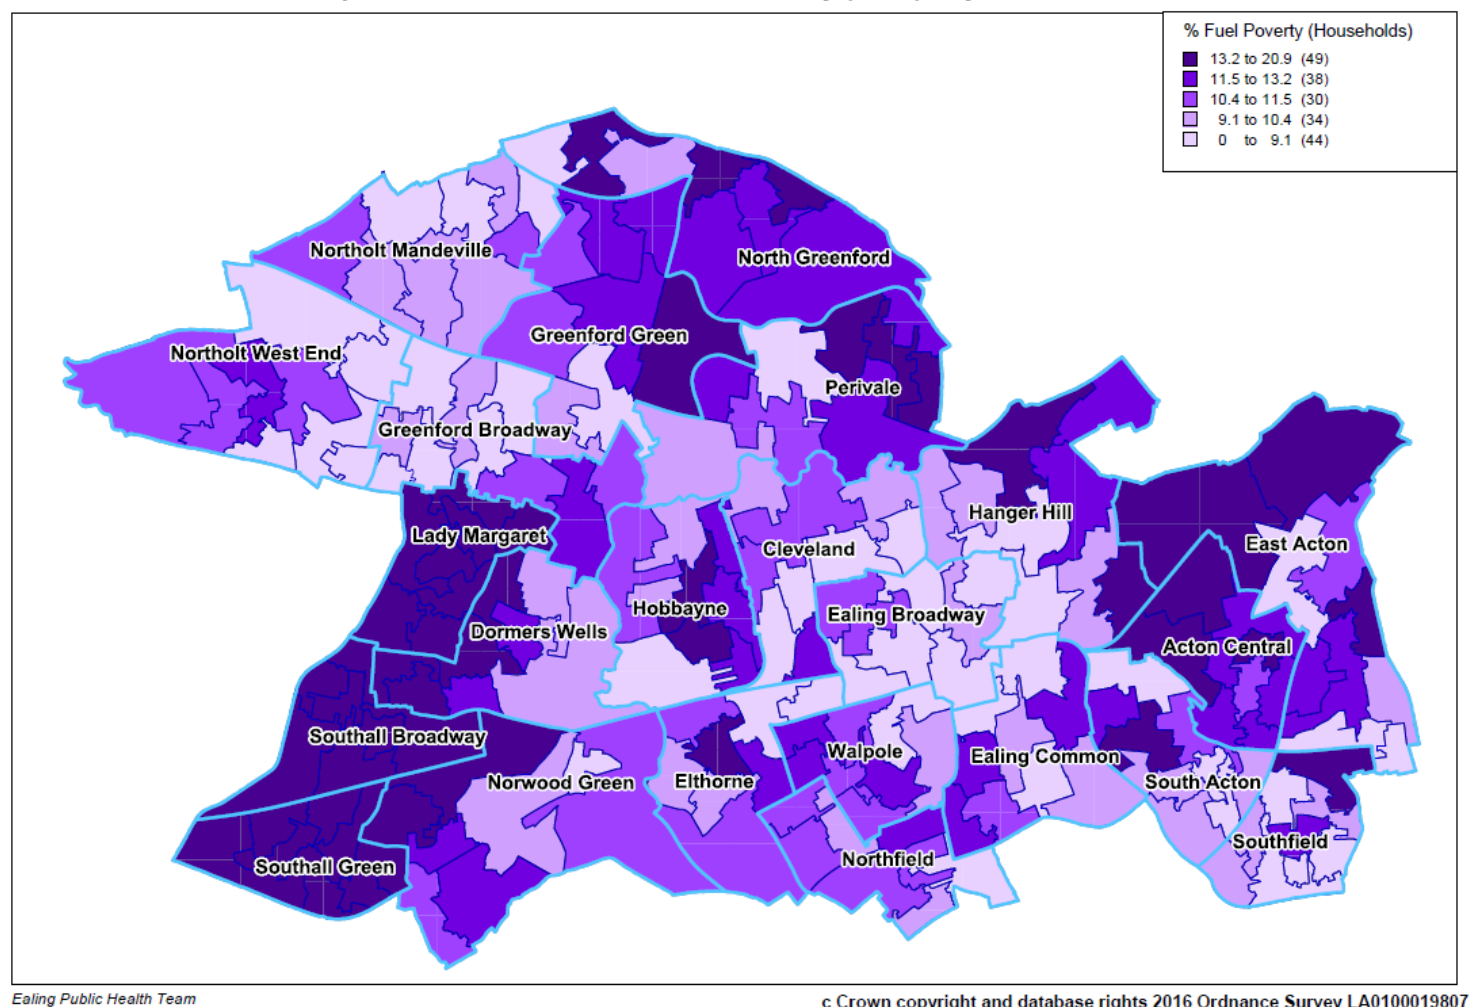 % Fuel Poverty (Households)
13.2 to 20.9 (49)
11.5 to 13.2 (38)
10.4 to 11.5 (30)
9.1 to 10.4 (34)
0 to 9.1 (44)
Northolt Mandeville
North Greenford
Greenford Green
Northolt West End
Perivale
Greenford Broadway
Hanger Hill
Lady Margaret
East Acton
Cleveland
Hobbayne
Ealing Broadway
Dormers Wells
Acton Central
Southall Broadway
Walpole
Ealing Common
Norwood Green
Elthorne
South Acton
Southfield
Northfield
Southall Green
Ealing Public Health Team
c Crown copyright and database rights 2016 Ordnance Survey LA0100019807